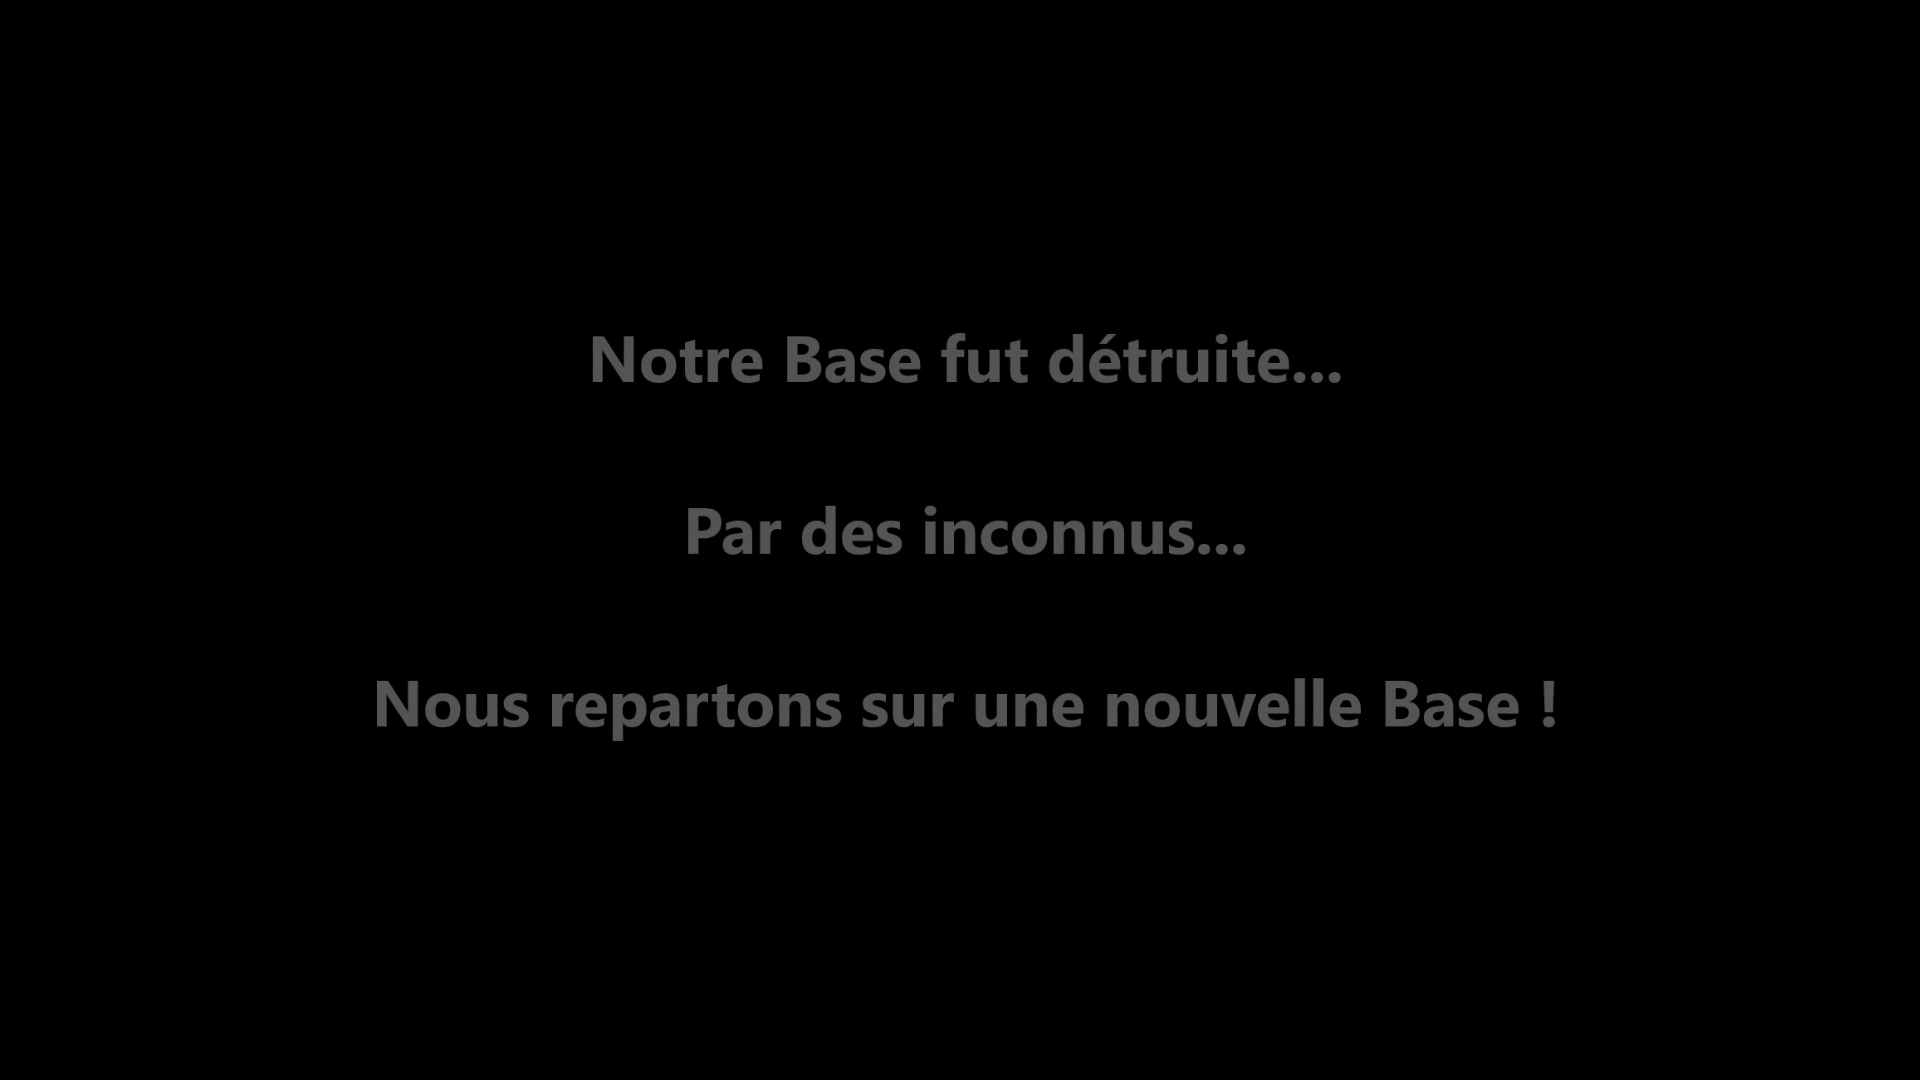 Notre Base fut détruite...
Par des inconnus...
Nous repartons sur une nouvelle Base !